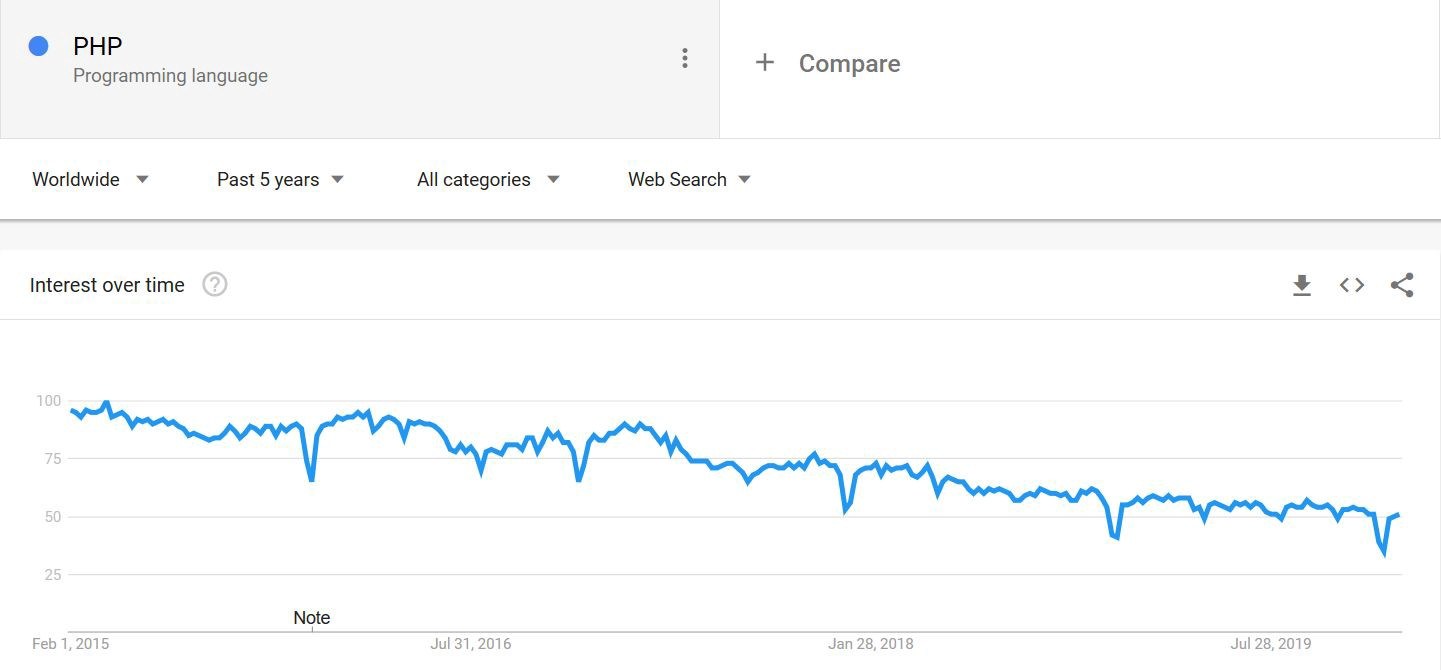 PHP
Programming language
+ Compare
Worldwide
Past 5 years
All categories
Web Search
Interest over time ?
100
75
50
25
Note
Feb 1, 2015
Jul 31, 2016
Jan 28, 2018
Jul 28, 2019